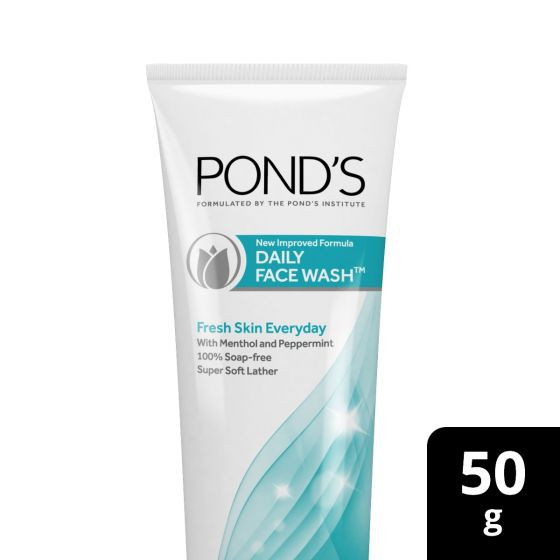 POND'S
FORMULATED BY THE POND'S INSTITUTE
New Improved Formula
DAILY
FACE WASH™
Fresh Skin Everyday
With Menthol and Peppermint
100% Soap-free
Super Soft Lather
50
g